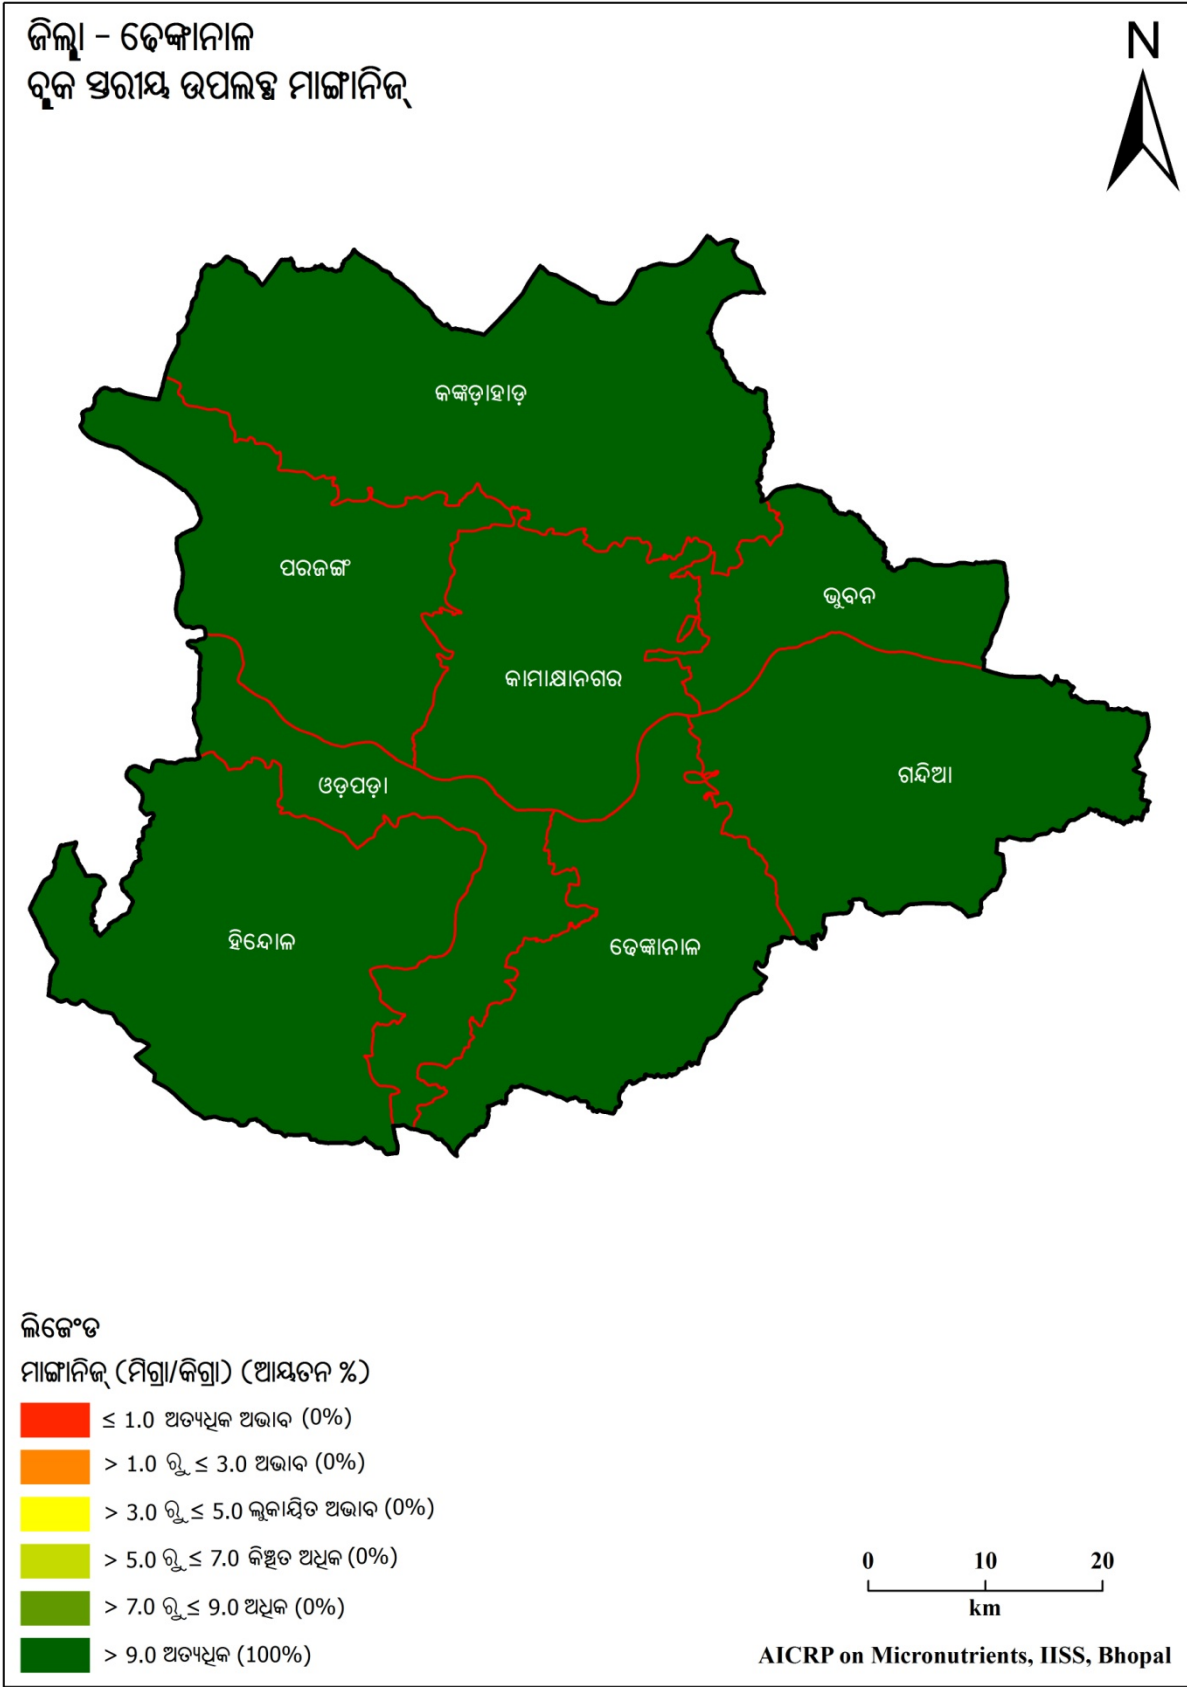 ଜିଲ୍ଲା - ଢେଙ୍କାନାଳ
ବ୍ଲକ ସ୍ତରୀୟ ଉପଲବ୍ଧ ମାଙ୍ଗାନିଜ୍
N
କଙ୍କଡ଼ାହାଡ଼
ପରଜଙ୍ଗ
ଭୁବନ
କାମାକ୍ଷାନଗର
ଗନ୍ଦିଆ
ଓଡ଼ପଡ଼ା
ହିନ୍ଦୋଳ
ଢେଙ୍କାନାଳ
ଲିଜେଂଡ
ମାଙ୍ଗାନିଜ୍ (ମିଗ୍ରା/କିଗ୍ରା) (ଆୟତନ %)
≤ 1.0 ଅତ୍ୟଧିକ ଅଭାବ (0%)
> 1.0 ରୁ ≤ 3.0 ଅଭାବ (0%)
> 3.0 ରୁ ≤ 5.0 ଲୁକାୟିତ ଅଭାବ (0%)
> 5.0 ରୁ ≤ 7.0 କିଞ୍ଚିତ ଅଧିକ (0%)
> 7.0 ରୁ ≤ 9.0 ଅଧିକ (0%)
> 9.0 ଅତ୍ୟଧିକ (100%)
0 10 20
km
AICRP on Micronutrients, IISS, Bhopal